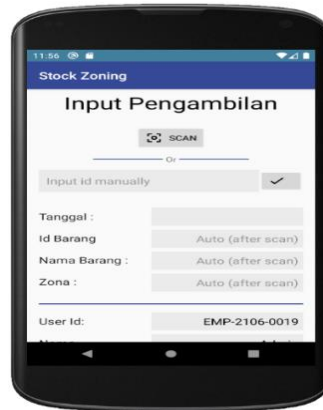 11:56
Stock Zoning
Input Pengambilan
SCAN
Or
Input id manually
Tanggal :
Id Barang Auto (after scan)
Nama Barang : Auto (after scan)
Zona : Auto (after scan)
User Id: EMP-2106-0019